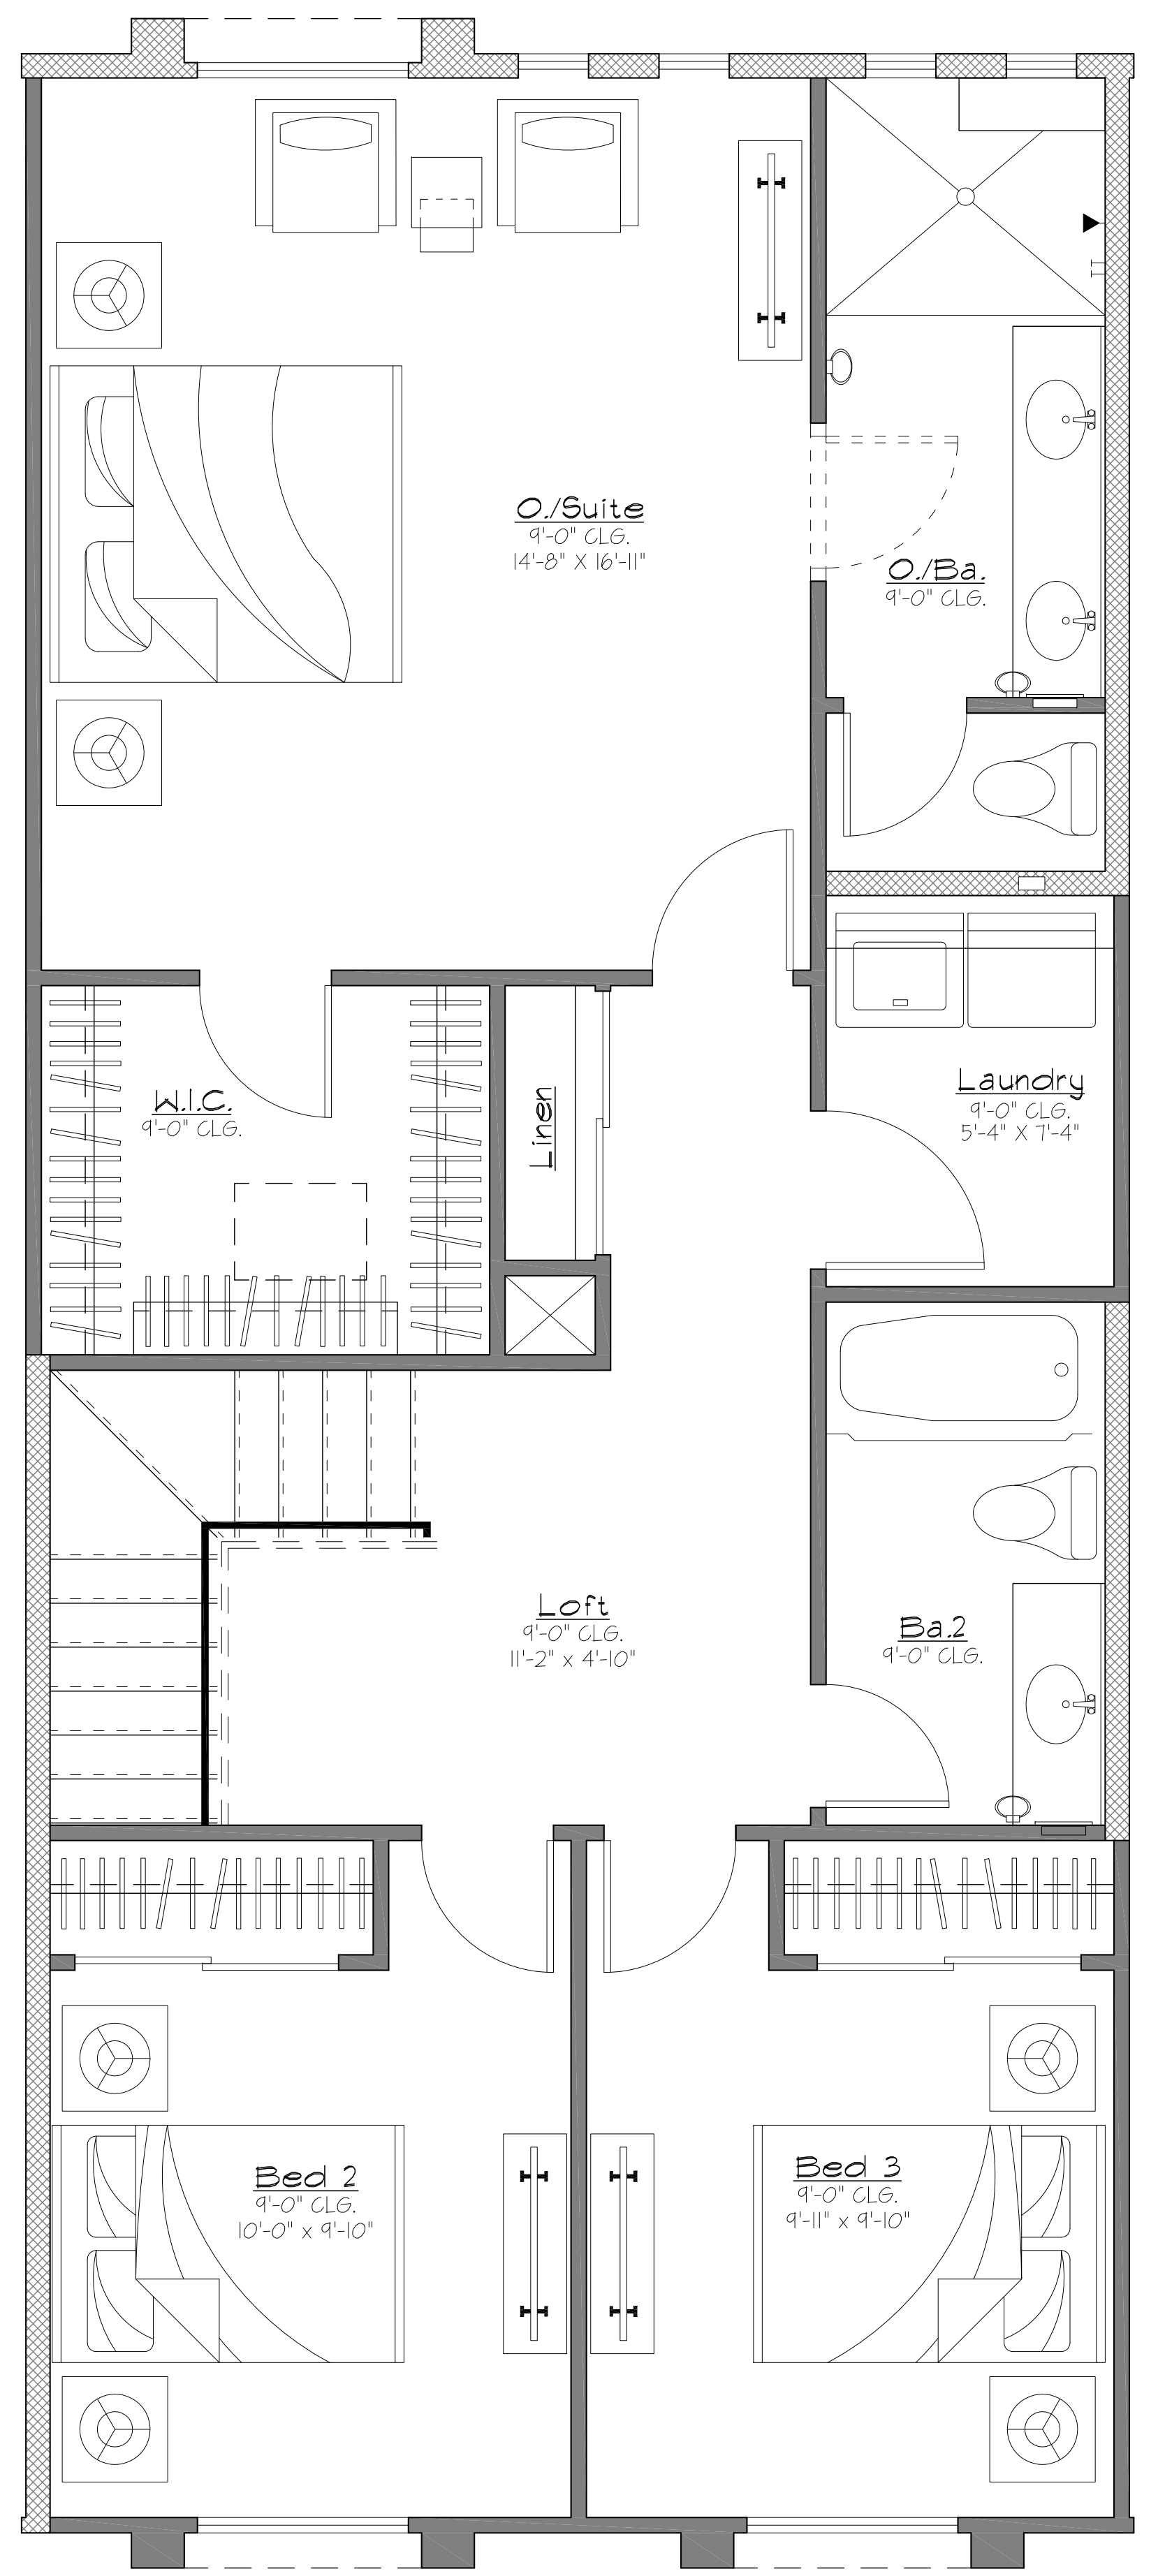 O./Suite
9'-0" CLG.
14'-8" X 16'-11"
O./Ba.
9'-0" CLG.
Laundry
9'-0" CLG.
5'-4" X 7'-4"
W.I.C.
9'-0" CLG.
Linen
Loft
9'-0" CLG.
11'-2" x 4'-10"
Ba.2
9'-0" CLG.
Bed 2
9'-0" CLG.
10'-0" x 9'-10"
Bed 3
9'-0" CLG.
9'-11" x 9'-10"